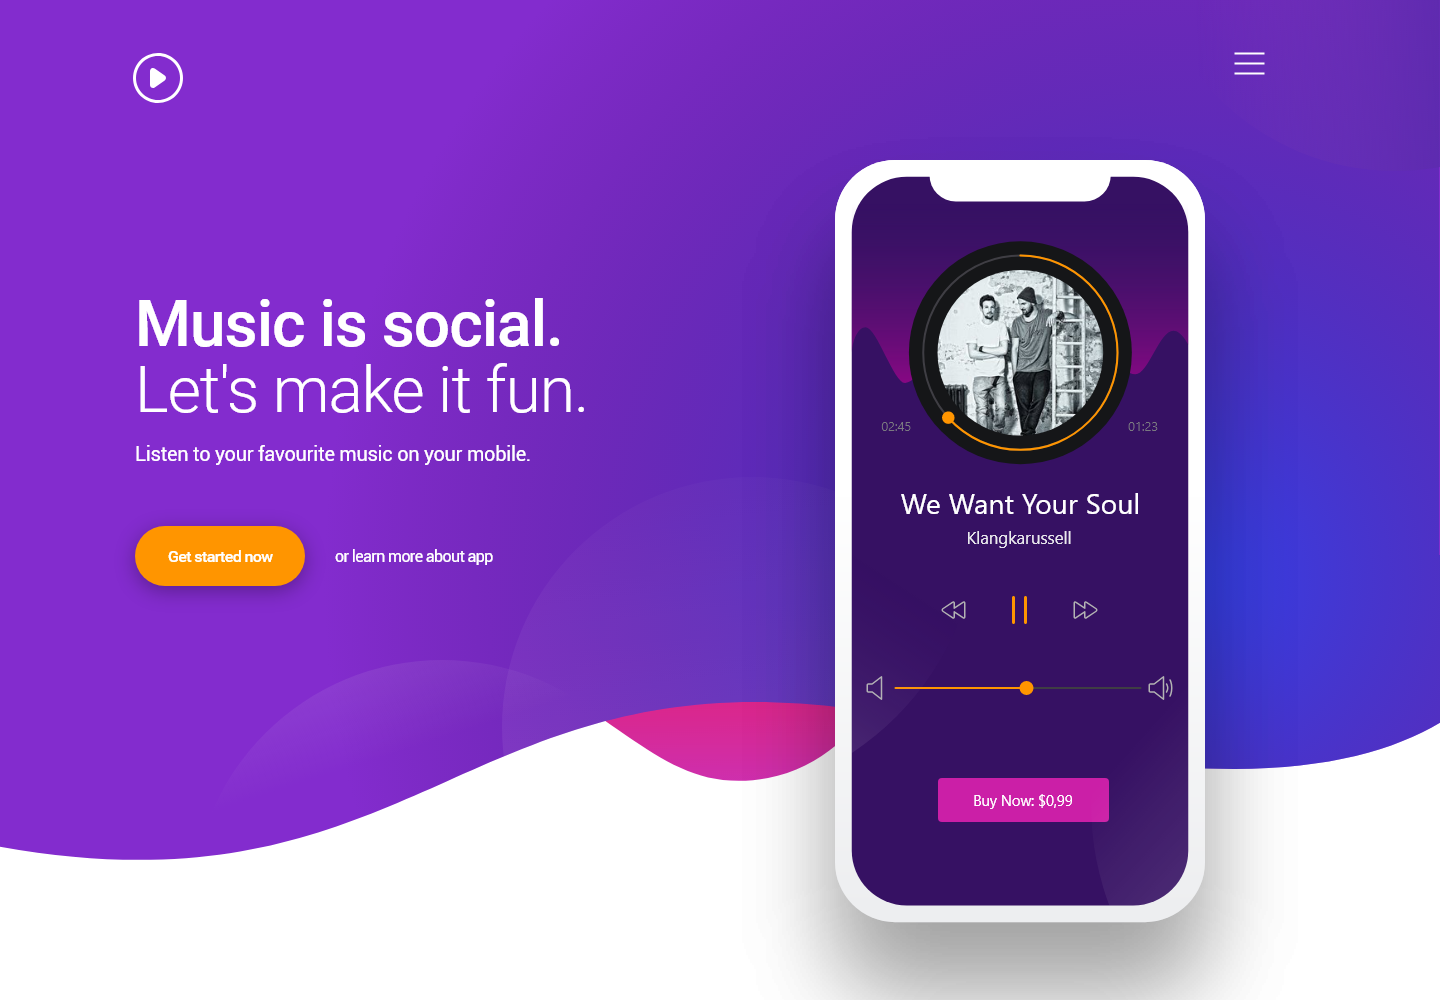 Music is social.
Let's make it fun.
Listen to your favourite music on your mobile.
Get started now
or learn more about app
02:45
01:23
We Want Your Soul
Klangkarussell
Buy Now: $0,99